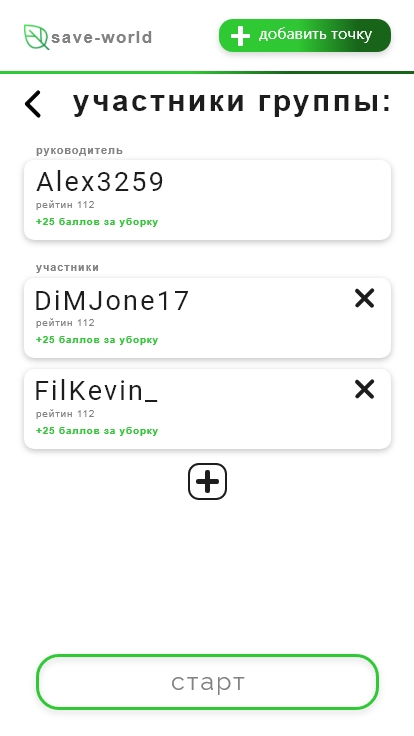 save-world
добавить точку
участники группы:
руководитель
Alex3259
рейтин 112
+25 баллов за уборку
участники
DiMJone17
рейтин 112
+25 баллов за уборку
FilKevin_
рейтин 112
+25 баллов за уборку
старт